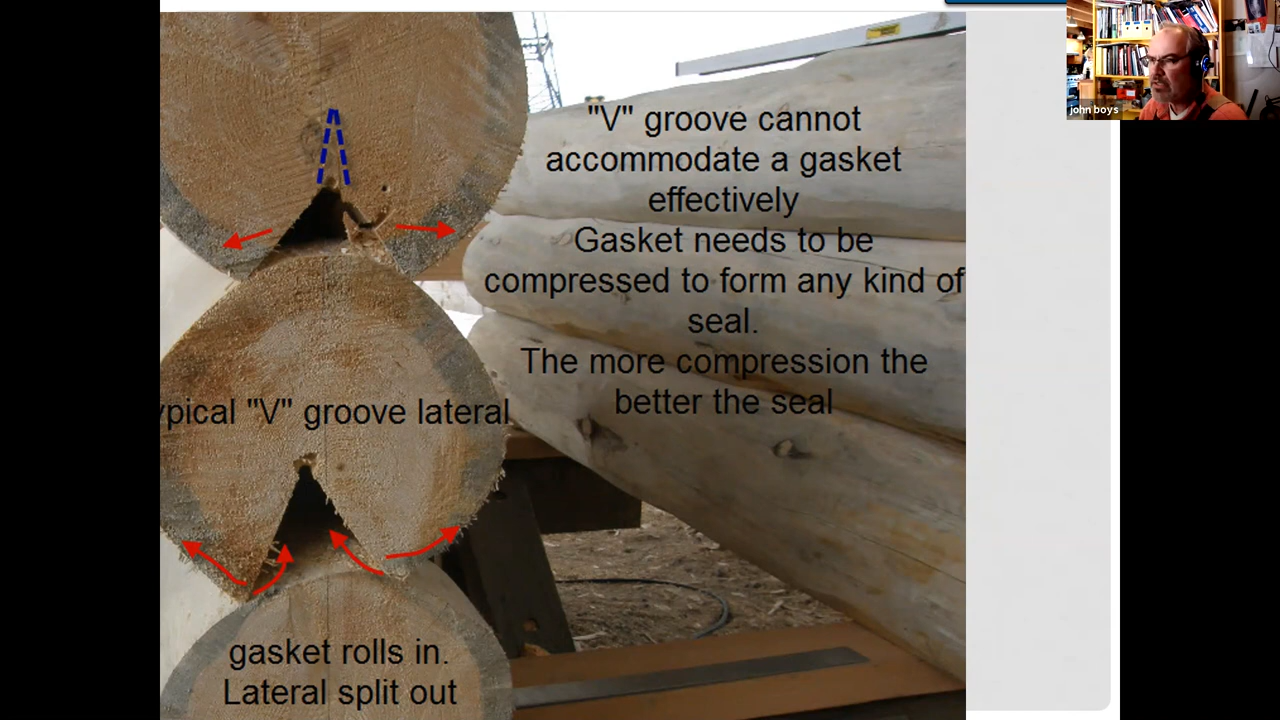 "V" groove cannot
accommodate a gasket
effectively
Gasket needs to be
compressed to form any kind of
seal.
The more compression the
better the seal
ypical "V" groove lateral
gasket rolls in.
Lateral split out
john boys